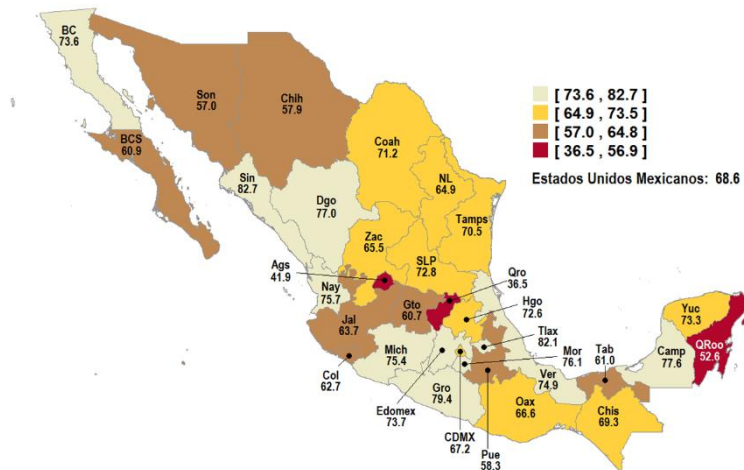 BC
73.6
Son
57.0
Chih
57.9
BCS
60.9
Coah
71.2
Sin
82.7
Dgo
77.0
NL
64.9
Tamps
70.5
Zac
65.5
SLP
72.8
Ags
41.9
Nay
75.7
Gto
60.7
Qro
36.5
Hgo
72.6
Jal
63.7
Tlax
82.1
Mich
75.4
Mor
76.1
Col
62.7
Edomex
73.7
Gro
79.4
CDMX
67.2
Pue
58.3
Ver
74.9
Oax
66.6
Tab
61.0
Chis
69.3
Camp
77.6
Yuc
73.3
QRoo
52.6
[ 73.6 , 82.7 ]
[ 64.9 , 73.5 ]
[ 57.0 , 64.8 ]
[ 36.5 , 56.9 ]
Estados Unidos Mexicanos: 68.6